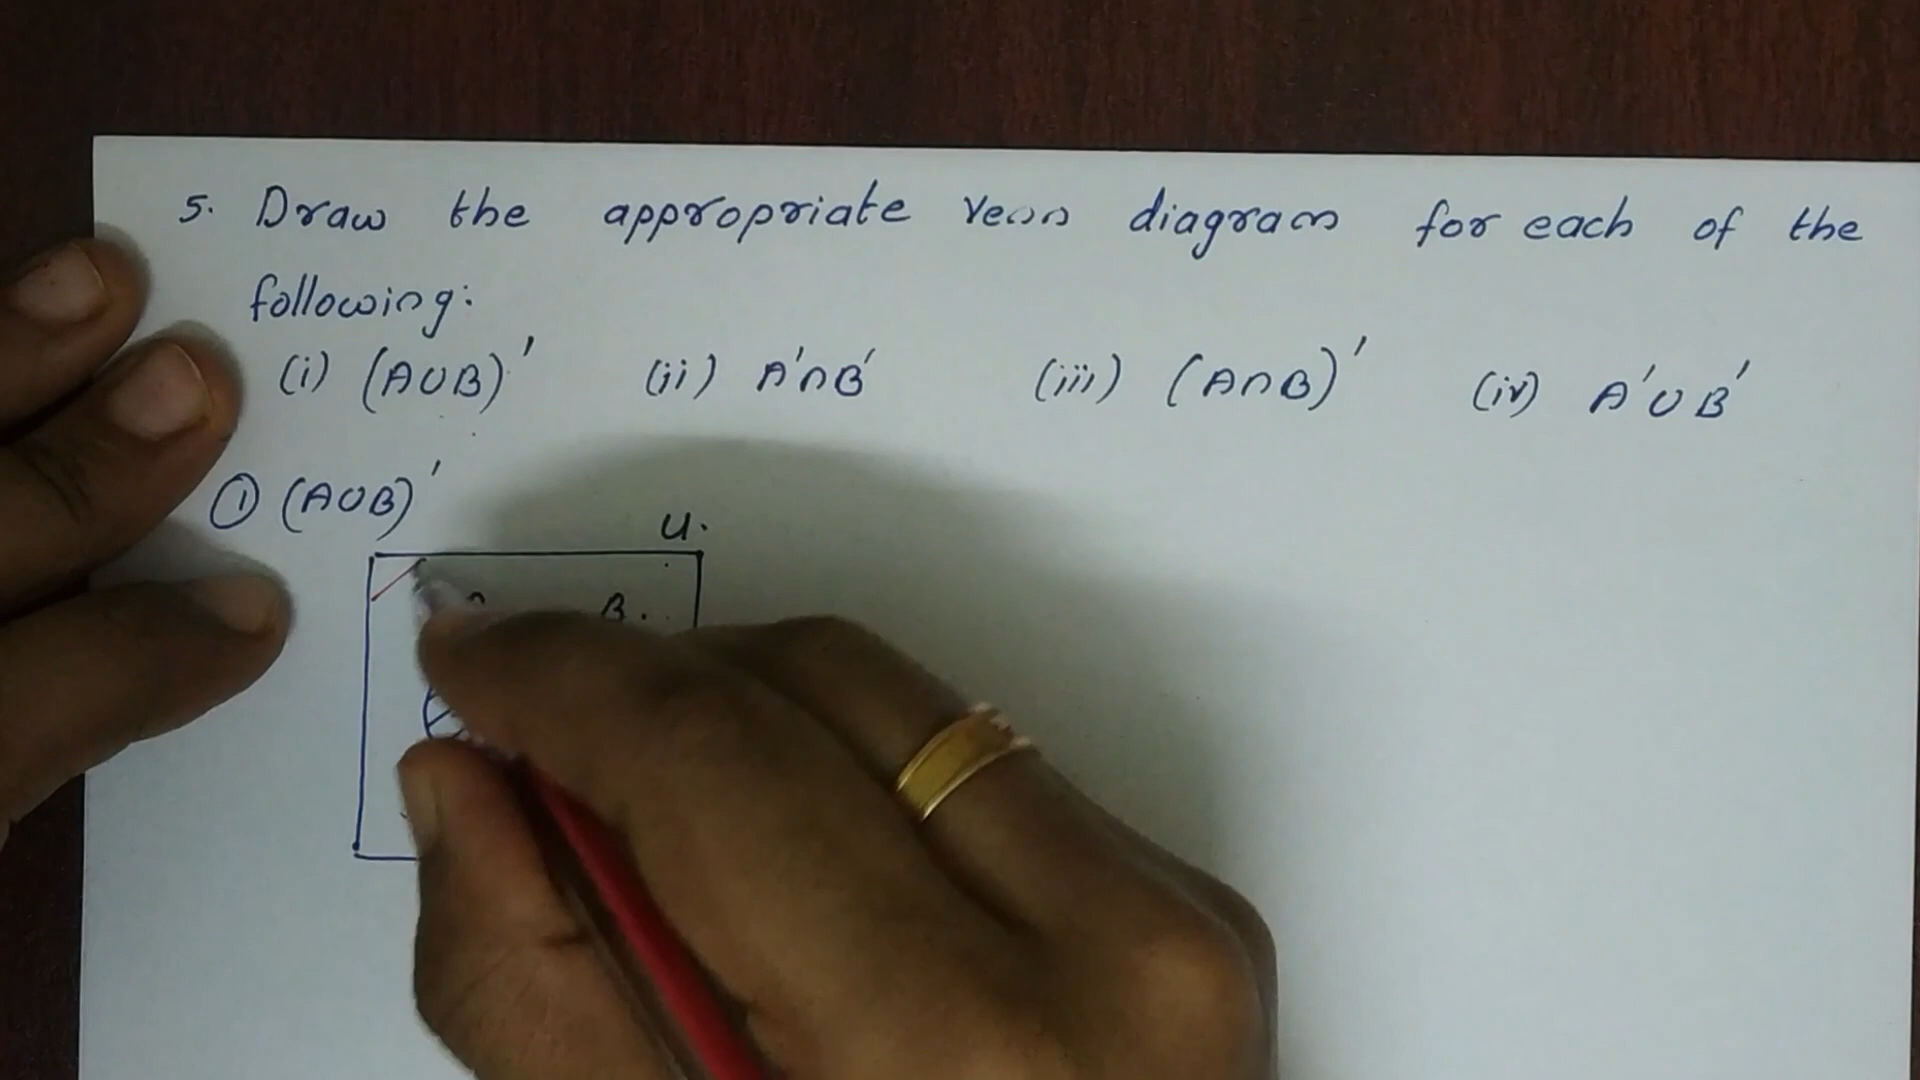 5. Draw the appropriate venn diagram for each of the
following:
(i) (A∪B)' (ii) A'∩B' (iii) (A∩B)' (iv) A'∪B'
① (A∪B)'
U.
B.